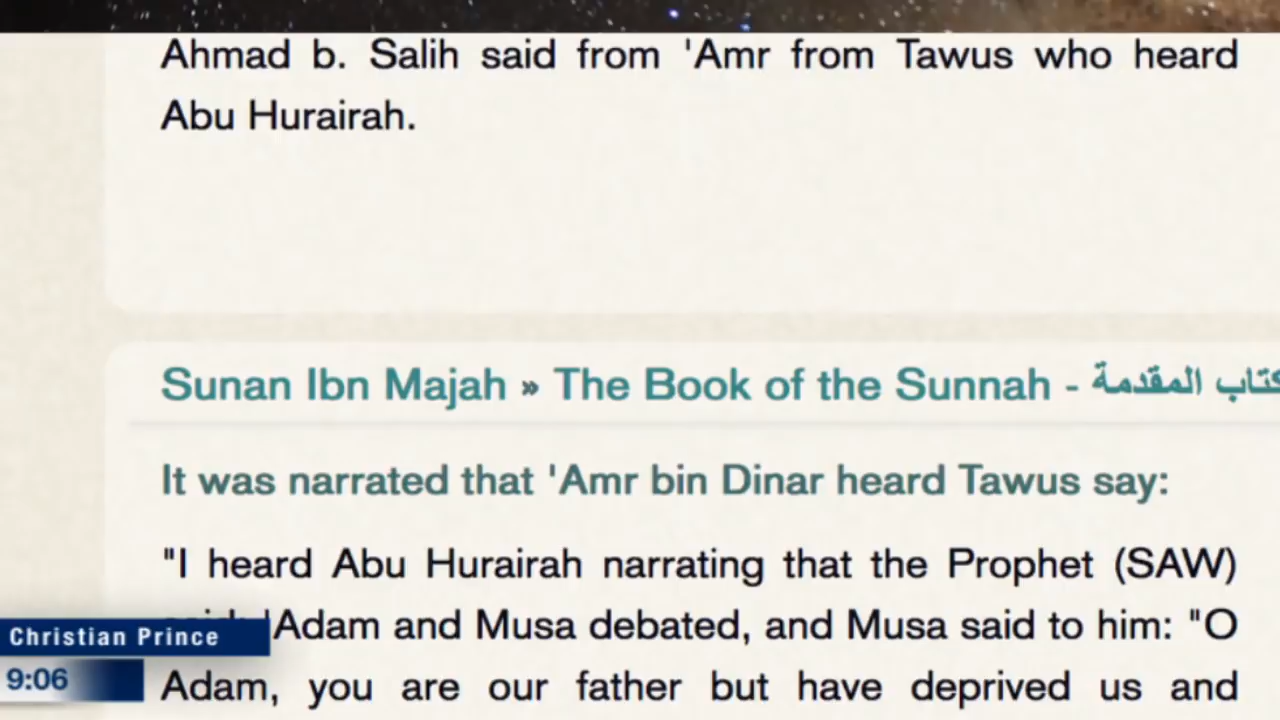 Ahmad b. Salih said from 'Amr from Tawus who heard
Abu Hurairah.
Sunan Ibn Majah » The Book of the Sunnah - كتاب المقدمة
It was narrated that 'Amr bin Dinar heard Tawus say:
"I heard Abu Hurairah narrating that the Prophet (SAW)
said: 'Adam and Musa debated, and Musa said to him: "O
Christian Prince
Adam, you are our father but have deprived us and
9:06